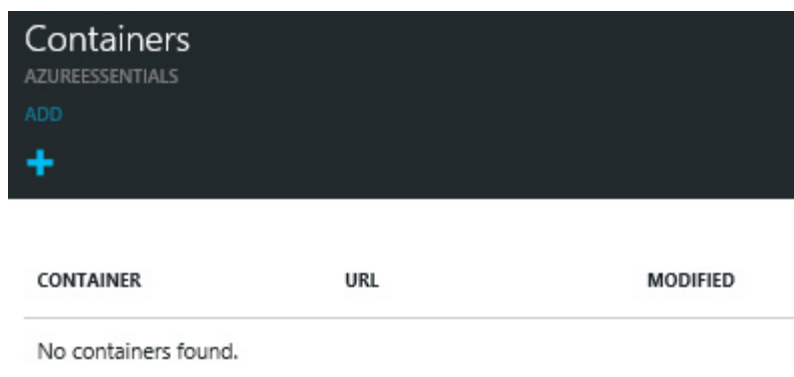 Containers
AZUREESSENTIALS
ADD
CONTAINER URL MODIFIED
No containers found.